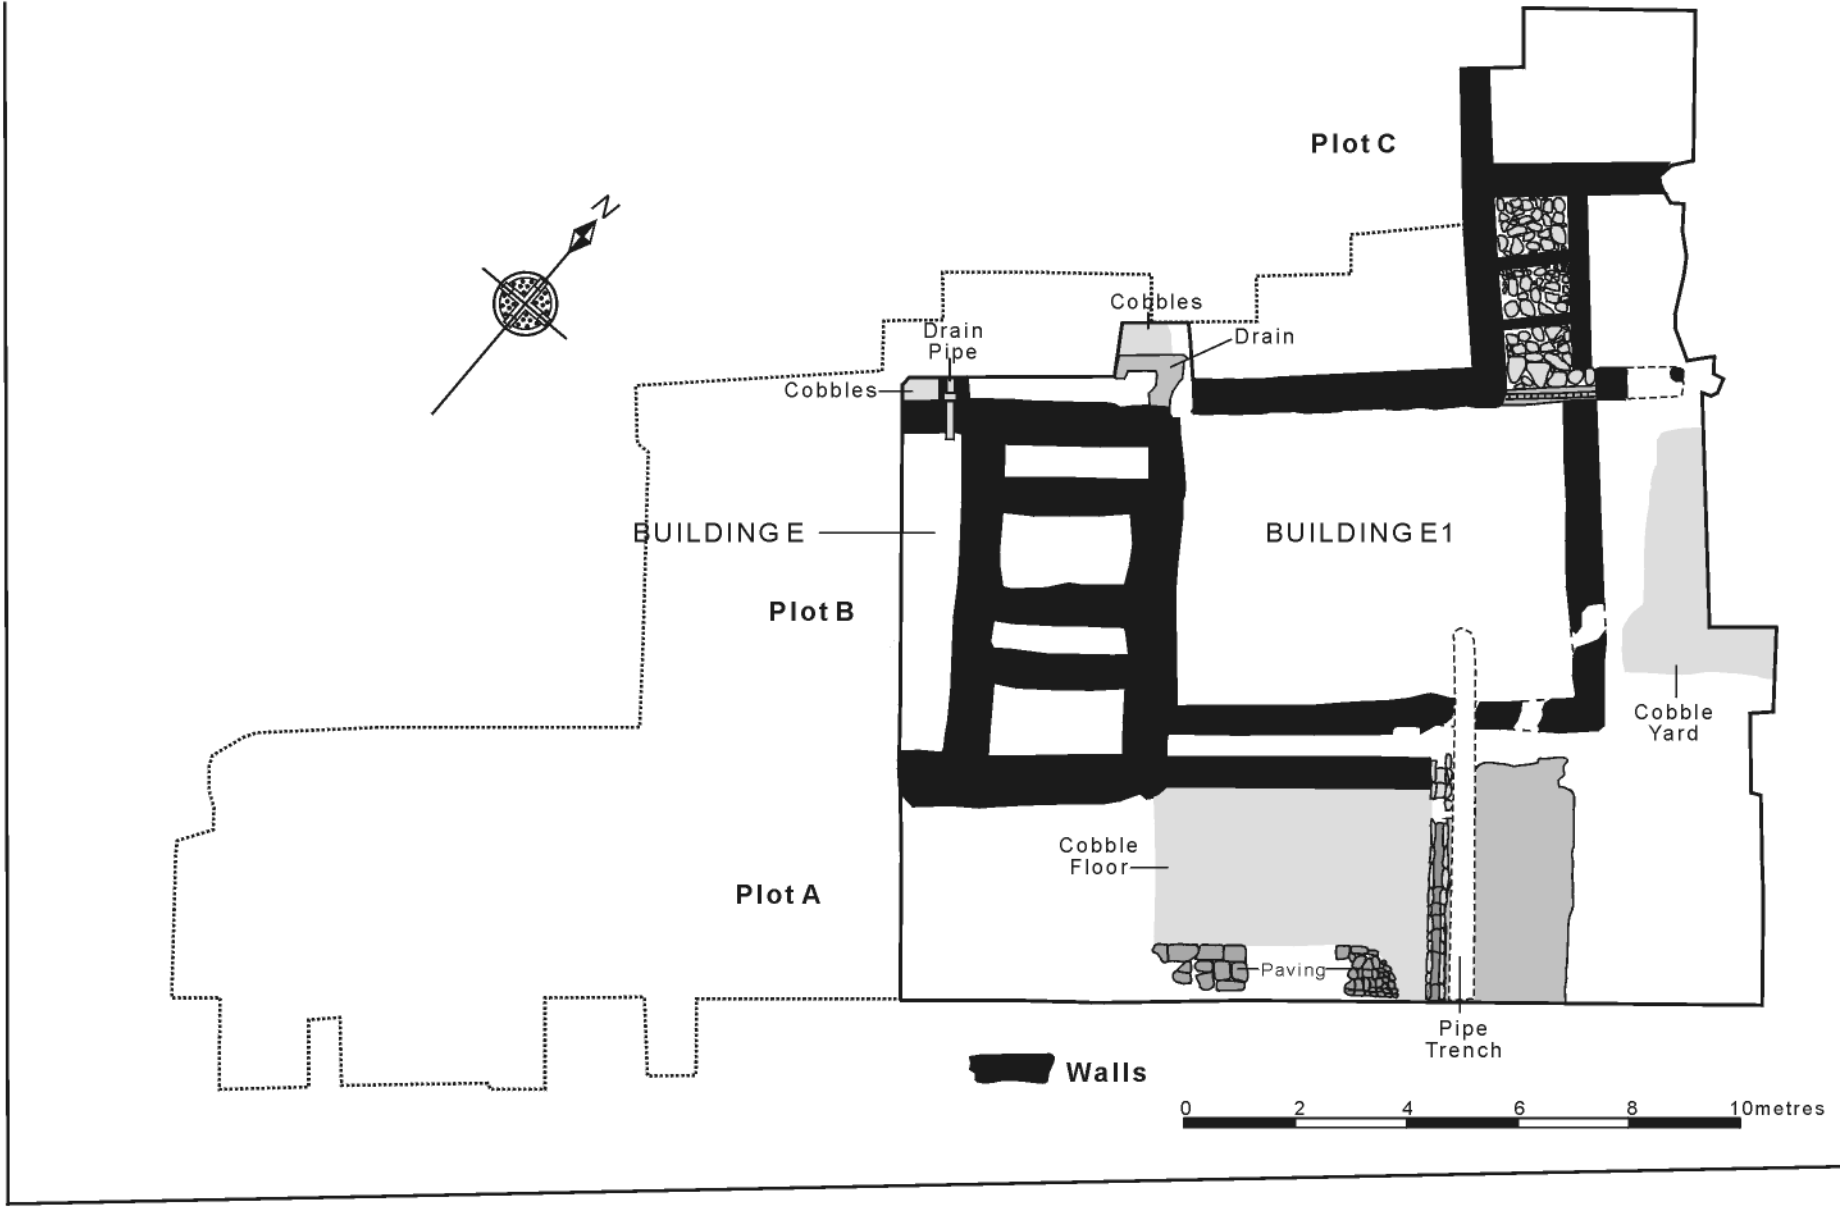 Plot C
N
Cobbles
Drain
Pipe
Drain
Cobbles
BUILDING E
BUILDING E1
Plot B
Cobble
Yard
Cobble
Floor
Plot A
Paving
Pipe
Trench
Walls
0 2 4 6 8 10metres